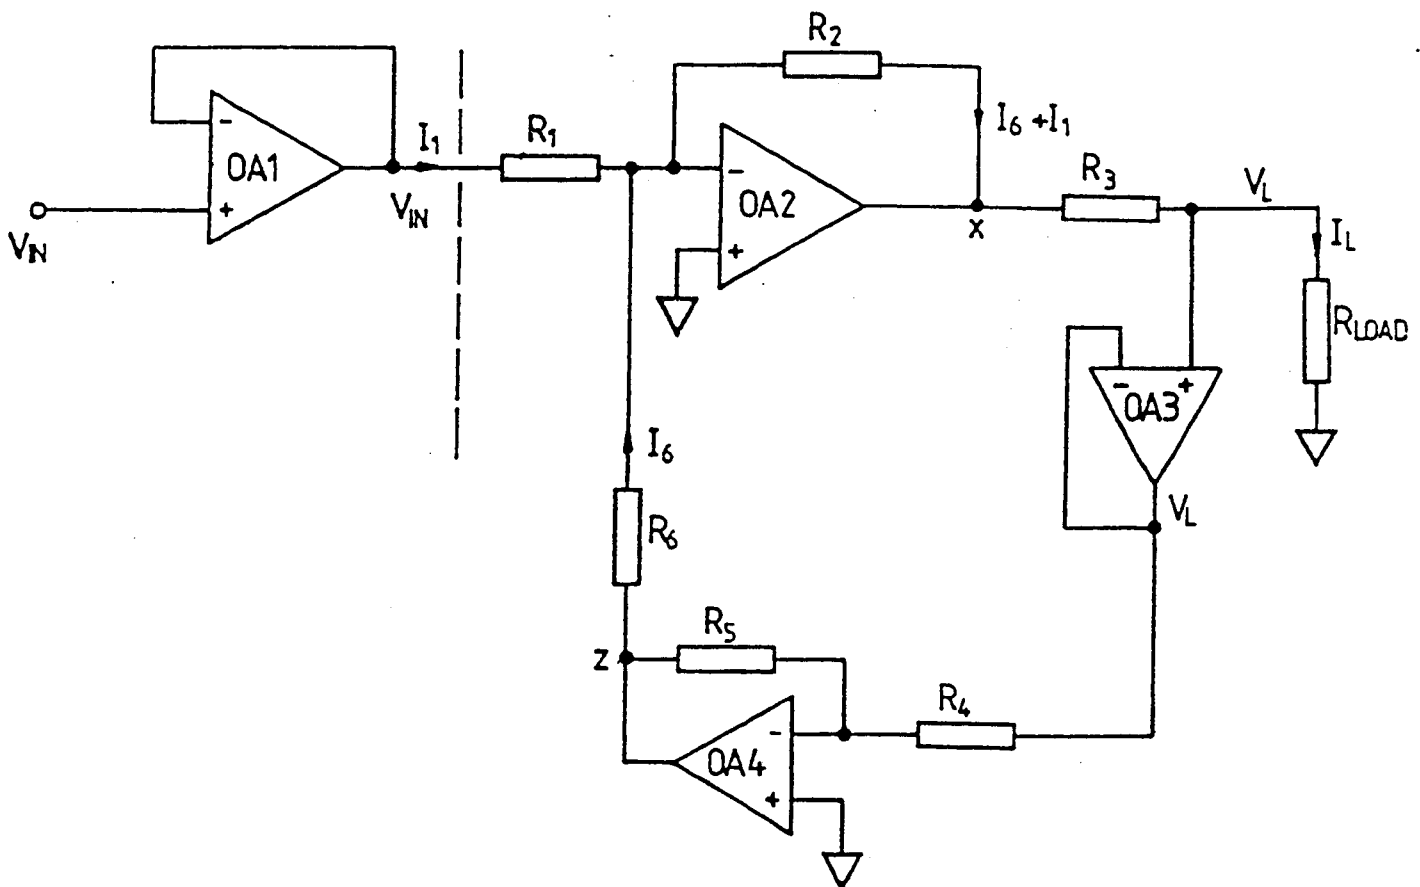 R2
I6 + I1
I1
R1
R3
VL
-
OA1
+
VIN
VIN
-
OA2
+
x
IL
RLOAD
-
+
OA3
VL
I6
R6
R5
z
R4
-
OA4
+